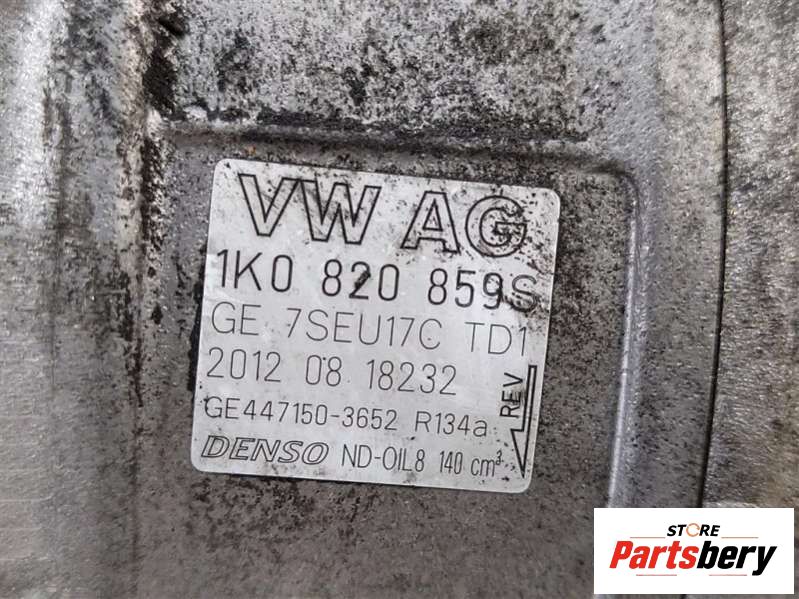 VW AG
1K0 820 859S
GE 7SEU17C TD1
2012 08 18232
REV
GE447150-3652 R134a
DENSO ND-OIL8 140 cm³
STORE
Partsbery